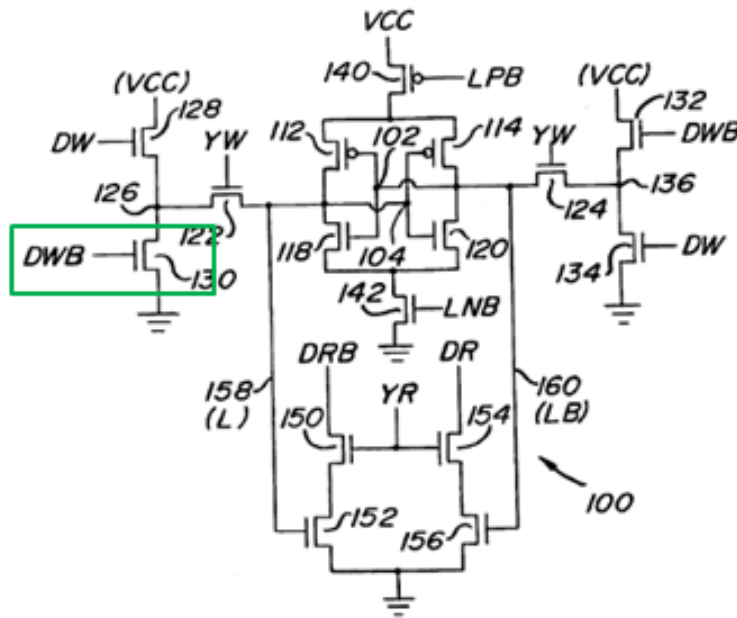 VCC
140 LPB
(VCC) 128 (VCC) 132
DW YW 112 102 114 YW DWB
126 136
122 118 104 120 124
DWB 130 134 DW
142 LNB
DRB DR
158 (L) 150 YR 154 160 (LB)
152 156 100